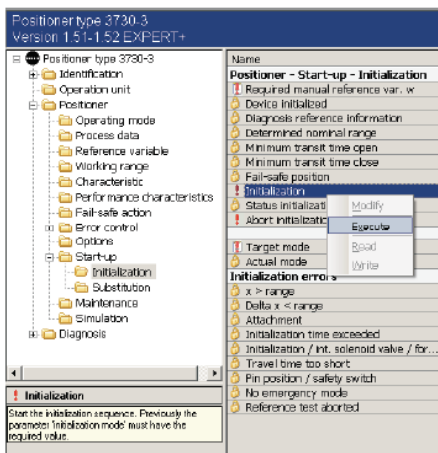 Positioner type 3730-3
Version 1.51-1.52 EXPERT+
Positioner type 3730-3
Identification
Operation unit
Positioner
Operating mode
Process data
Reference variable
Working range
Characteristic
Performance characteristics
Fail-safe action
Error control
Options
Start-up
Initialization
Substitution
Maintenance
Simulation
Diagnosis
! Initialization
Start the initialization sequence. Previously the
parameter 'Initialization mode' must have the
required value.
Name
Positioner - Start-up - Initialization
Required manual reference var. w
Device initialized
Diagnosis reference information
Determined nominal range
Minimum transit time open
Minimum transit time close
Fail-safe position
Initialization
Status initializati
Abort initialization
Modify
Execute
Read
Write
Target mode
Actual mode
Initialization errors
x > range
Delta x < range
Attachment
Initialization time exceeded
Initialization / int. solenoid valve / for...
Travel time too short
Pin position / safety switch
No emergency mode
Reference test aborted